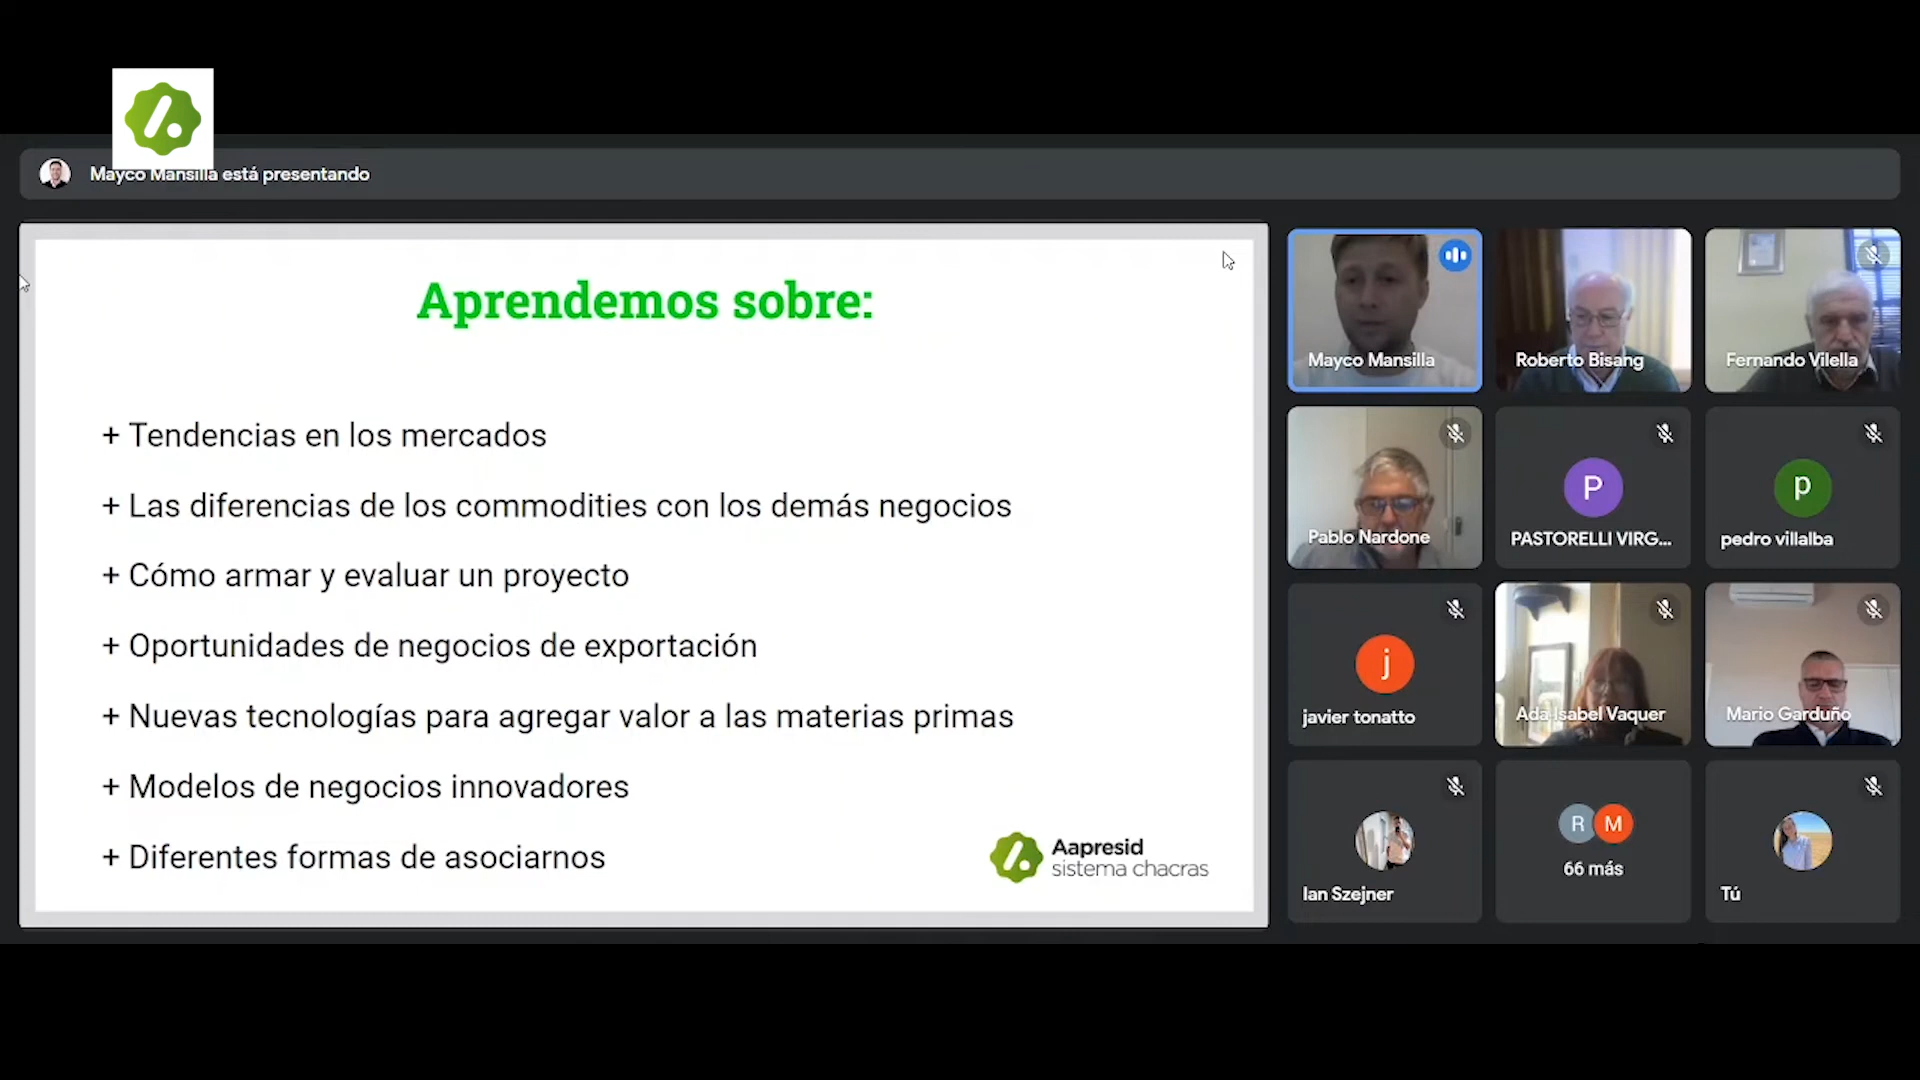 Mayco Mansilla está presentando
Aprendemos sobre:
+ Tendencias en los mercados
+ Las diferencias de los commodities con los demás negocios
+ Cómo armar y evaluar un proyecto
+ Oportunidades de negocios de exportación
+ Nuevas tecnologías para agregar valor a las materias primas
+ Modelos de negocios innovadores
+ Diferentes formas de asociarnos
Aapresid
sistema chacras
Mayco Mansilla
Roberto Bisang
Fernando Vilella
Pablo Nardone
P
PASTORELLI VIRG...
p
pedro villalba
j
javier tonatto
Ada Isabel Vaquer
Mario Garduño
Ian Szejner
R M
66 más
Tú